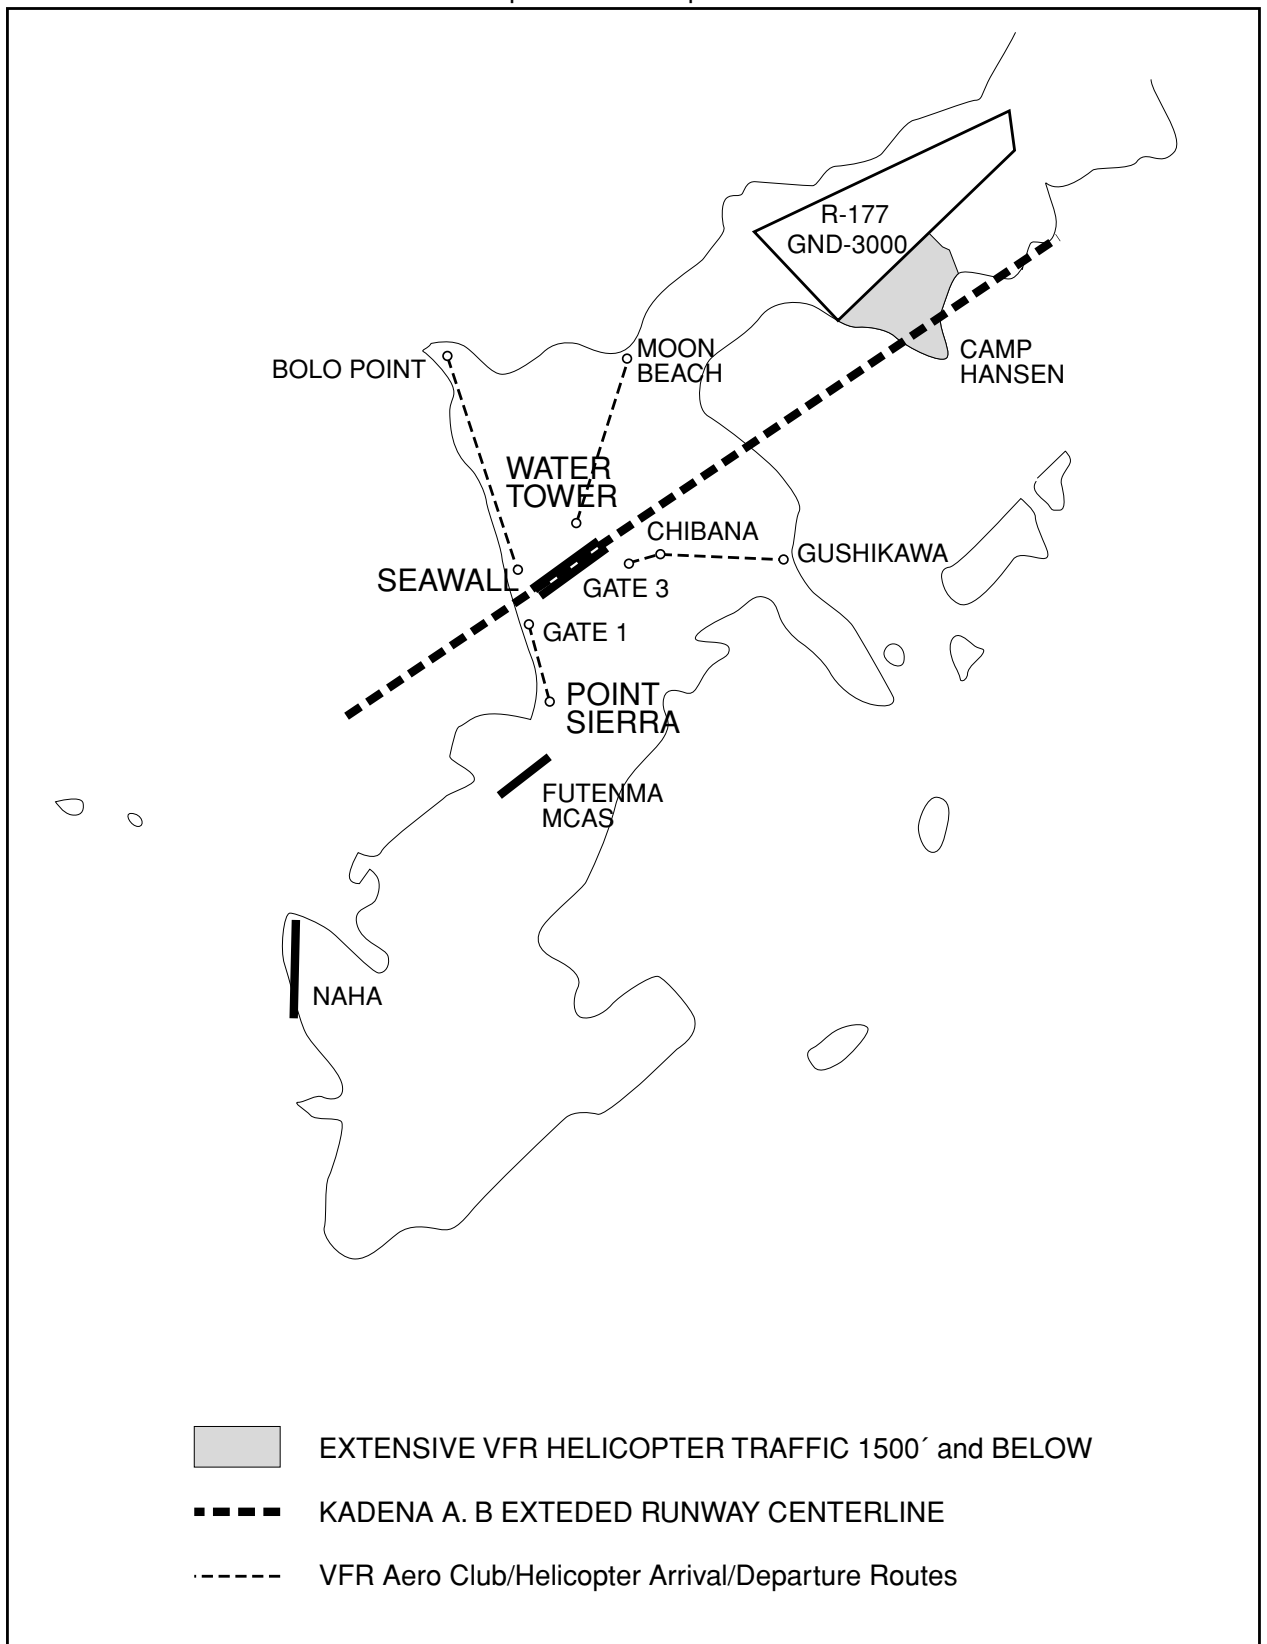 R-177
GND-3000
MOON
BEACH
BOLO POINT
CAMP
HANSEN
WATER
TOWER
CHIBANA
GUSHIKAWA
SEAWALL
GATE 3
GATE 1
POINT
SIERRA
FUTENMA
MCAS
NAHA
EXTENSIVE VFR HELICOPTER TRAFFIC 1500´ and BELOW
KADENA A. B EXTEDED RUNWAY CENTERLINE
VFR Aero Club/Helicopter Arrival/Departure Routes